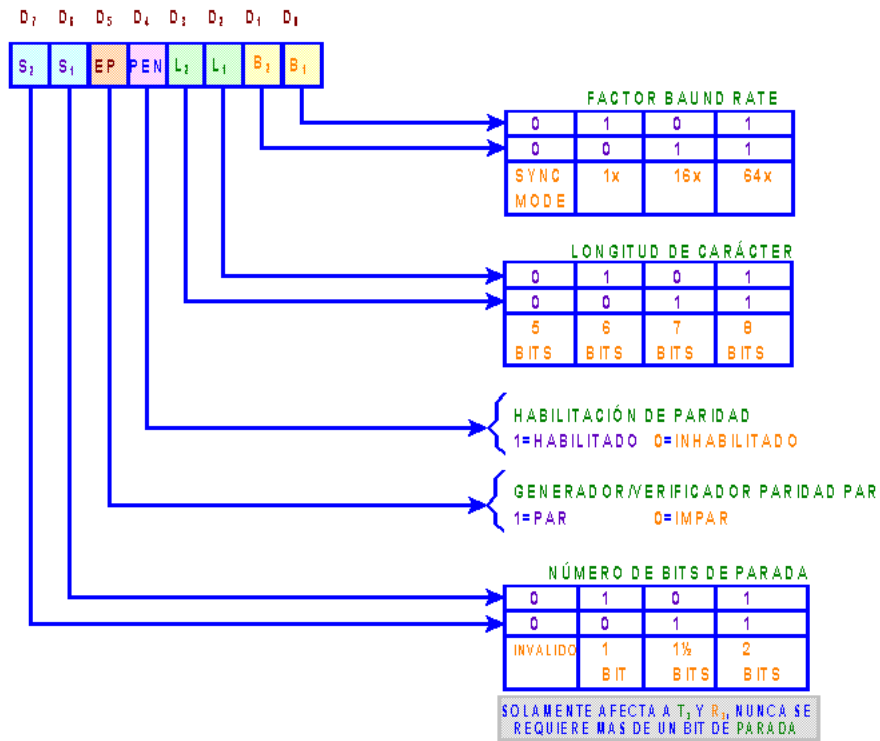 D₇ D₆ D₅ D₄ D₃ D₂ D₁ D₀
S₂ S₁ EP PEN L₂ L₁ B₂ B₁
FACTOR BAUND RATE
0 1 0 1
0 0 1 1
SYNC MODE 1x 16x 64x
LONGITUD DE CARÁCTER
0 1 0 1
0 0 1 1
5 BITS 6 BITS 7 BITS 8 BITS
HABILITACIÓN DE PARIDAD
1=HABILITADO 0=INHABILITADO
GENERADOR/VERIFICADOR PARIDAD PAR
1=PAR 0=IMPAR
NÚMERO DE BITS DE PARADA
0 1 0 1
0 0 1 1
INVALIDO 1 BIT 1½ BITS 2 BITS
SOLAMENTE AFECTA A T Y R, NUNCA SE
REQUIERE MAS DE UN BIT DE PARADA